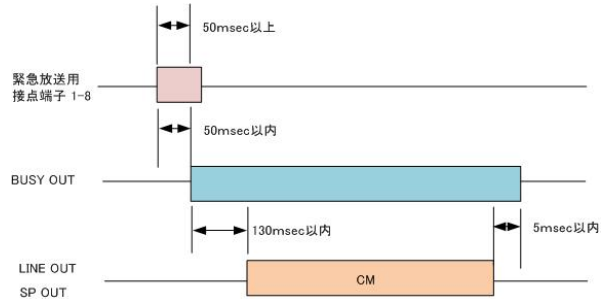 50msec以上
緊急放送用
接点端子 1-8
50msec以内
BUSY OUT
130msec以内
5msec以内
LINE OUT
CM
SP OUT